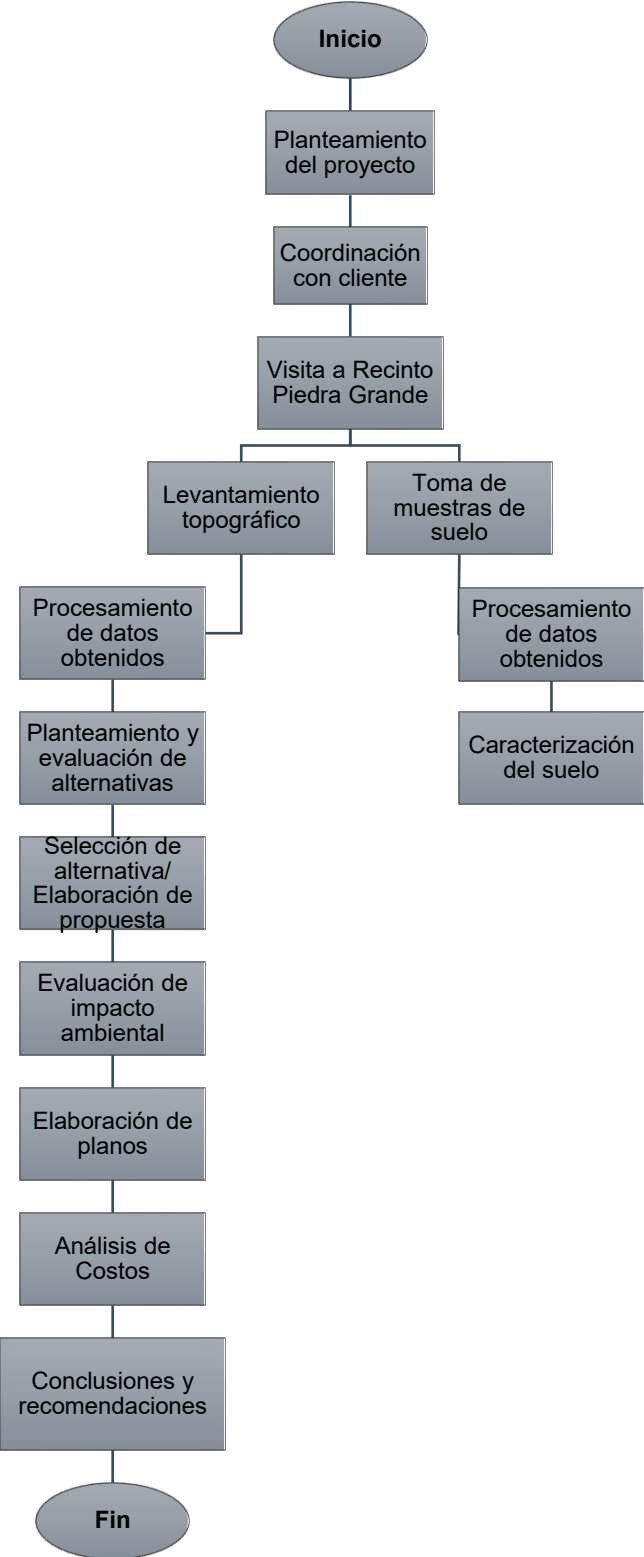 Inicio
Planteamiento
del proyecto
Coordinación
con cliente
Visita a Recinto
Piedra Grande
Levantamiento
topográfico
Toma de
muestras de
suelo
Procesamiento
de datos
obtenidos
Procesamiento
de datos
obtenidos
Planteamiento y
evaluación de
alternativas
Caracterización
del suelo
Selección de
alternativa/
Elaboración de
propuesta
Evaluación de
impacto
ambiental
Elaboración de
planos
Análisis de
Costos
Conclusiones y
recomendaciones
Fin